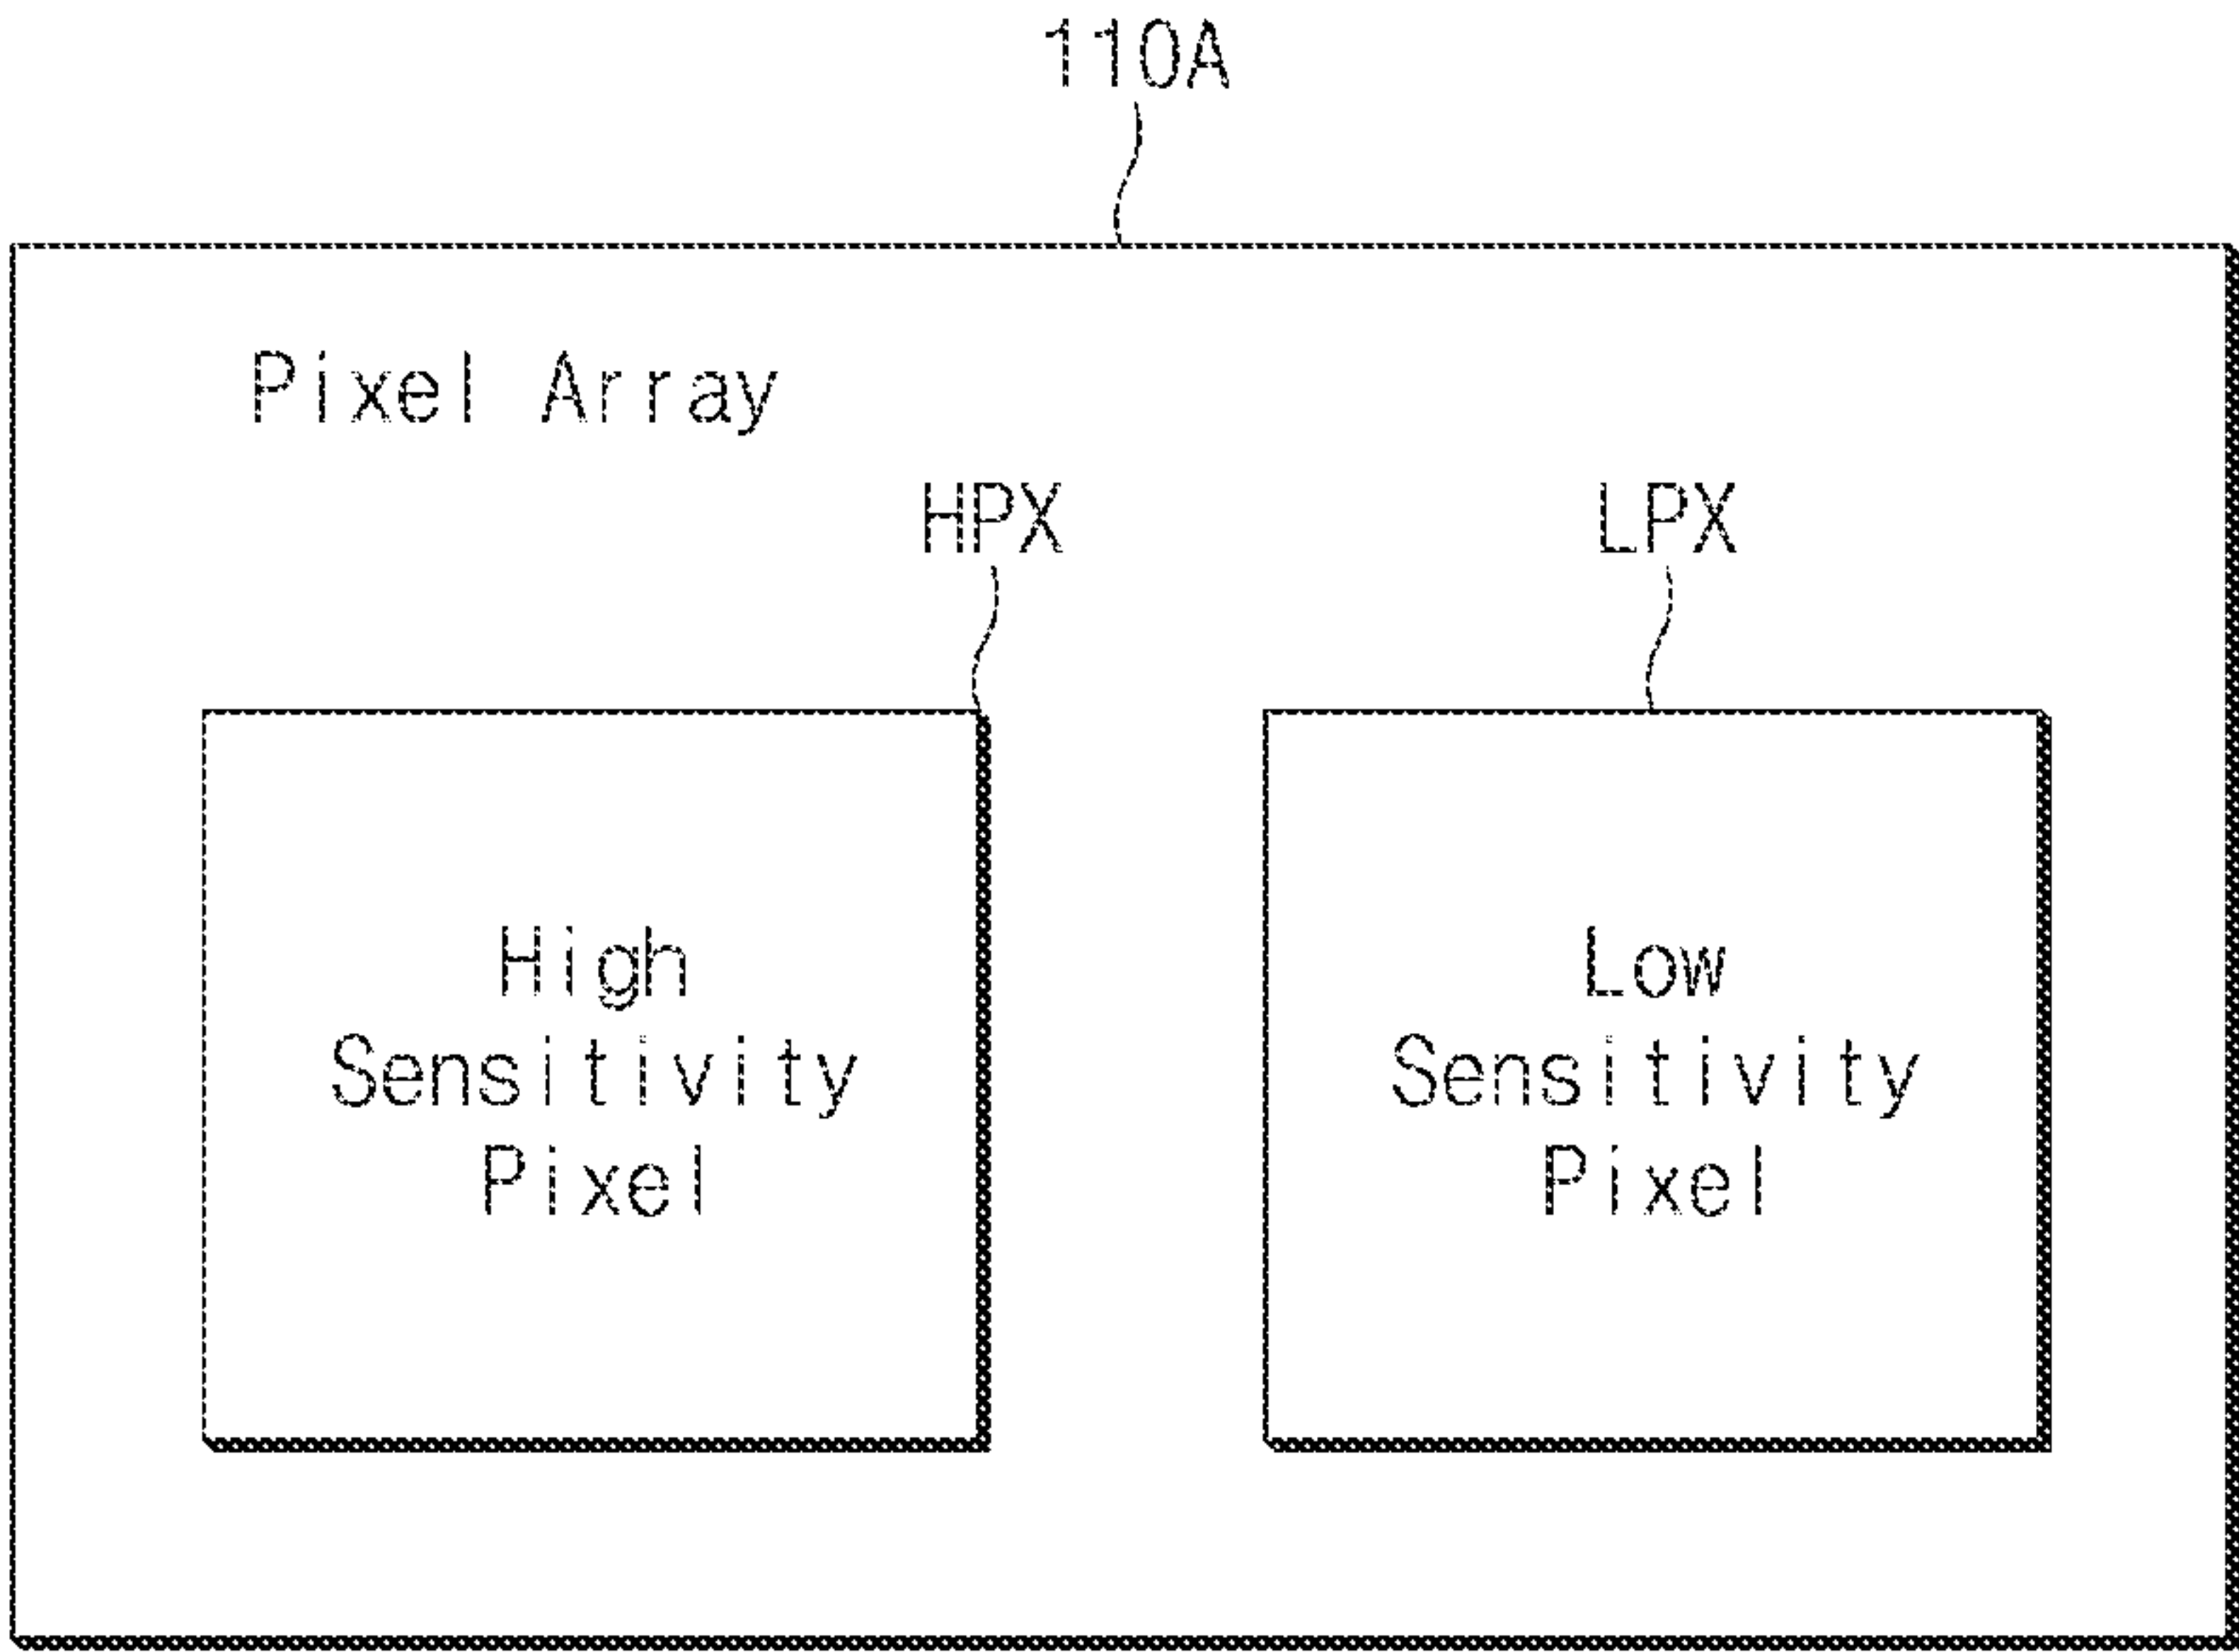 110A
Pixel Array
HPX
LPX
High
Sensitivity
Pixel
Low
Sensitivity
Pixel